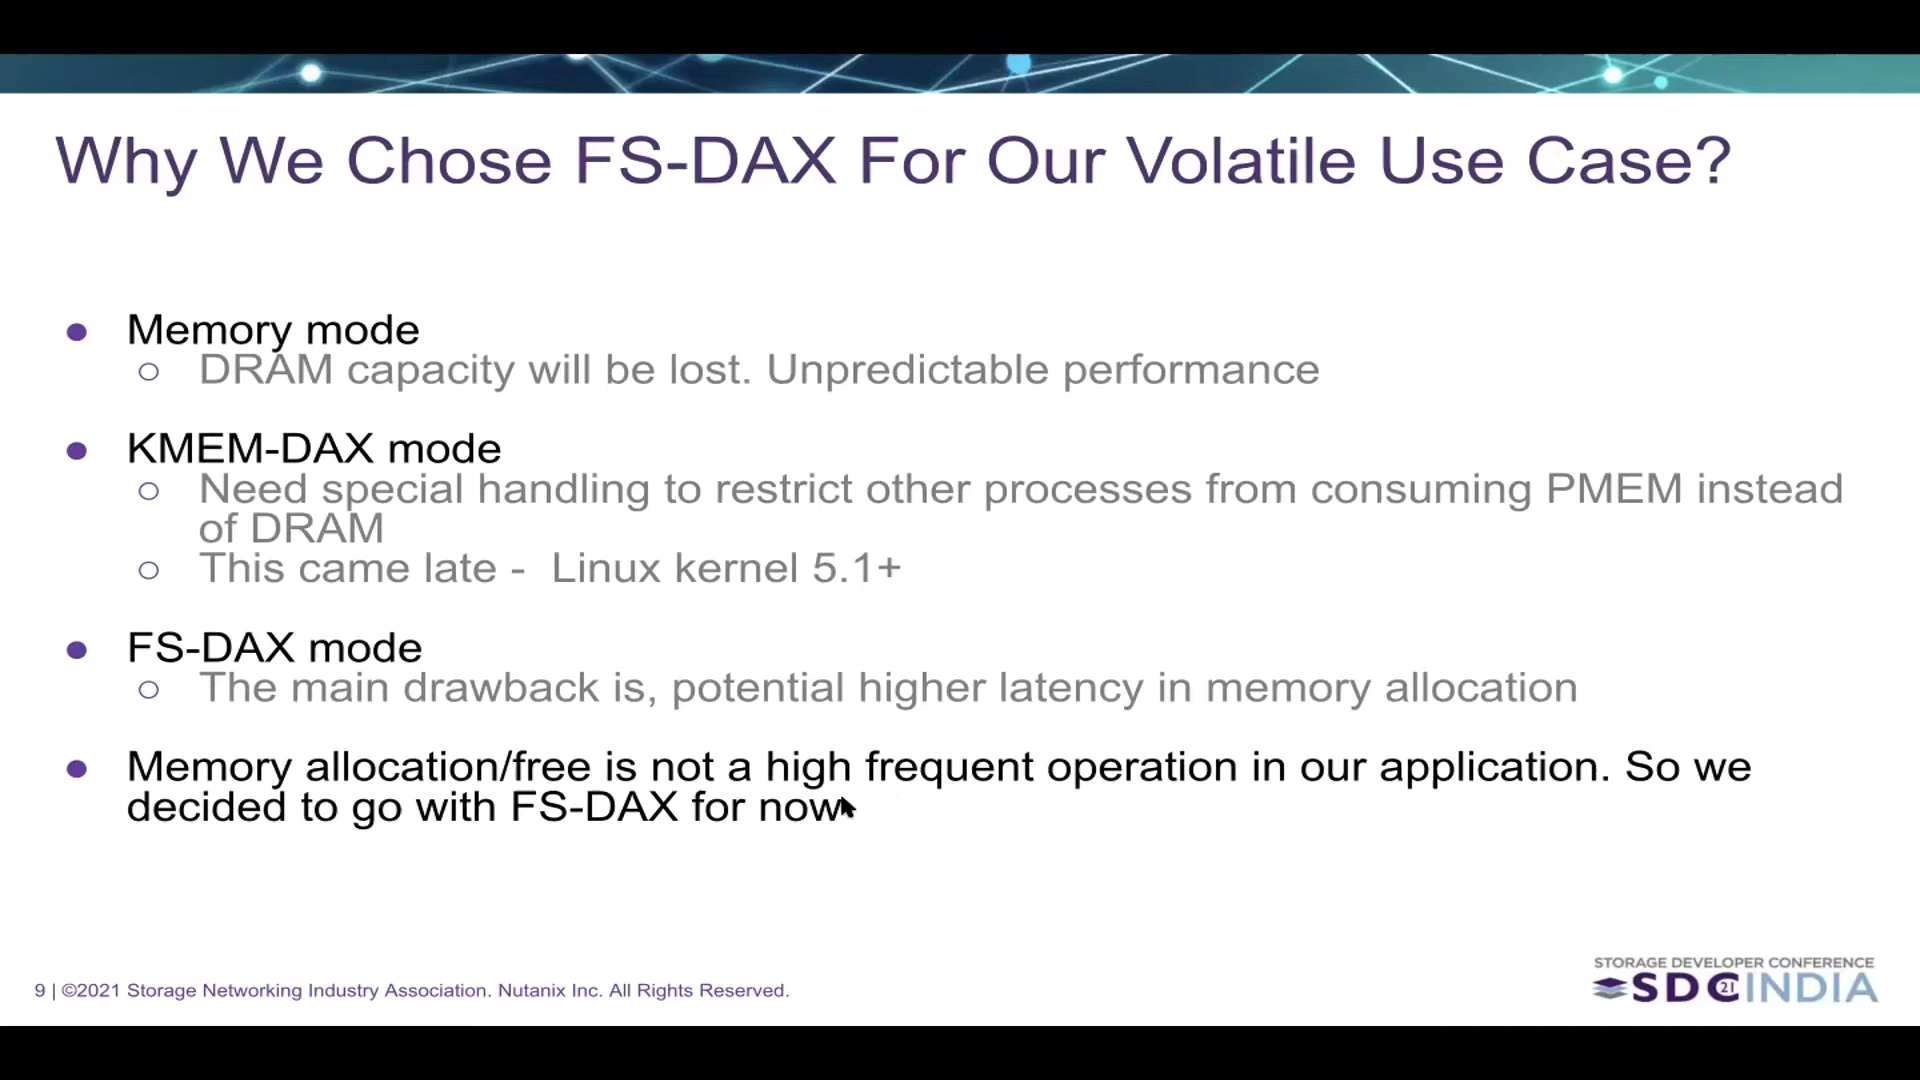 Why We Chose FS-DAX For Our Volatile Use Case?
● Memory mode
○ DRAM capacity will be lost. Unpredictable performance
● KMEM-DAX mode
○ Need special handling to restrict other processes from consuming PMEM instead
of DRAM
○ This came late - Linux kernel 5.1+
● FS-DAX mode
○ The main drawback is, potential higher latency in memory allocation
● Memory allocation/free is not a high frequent operation in our application. So we
decided to go with FS-DAX for now
9 | ©2021 Storage Networking Industry Association. Nutanix Inc. All Rights Reserved.
STORAGE DEVELOPER CONFERENCE
SDC 21 INDIA